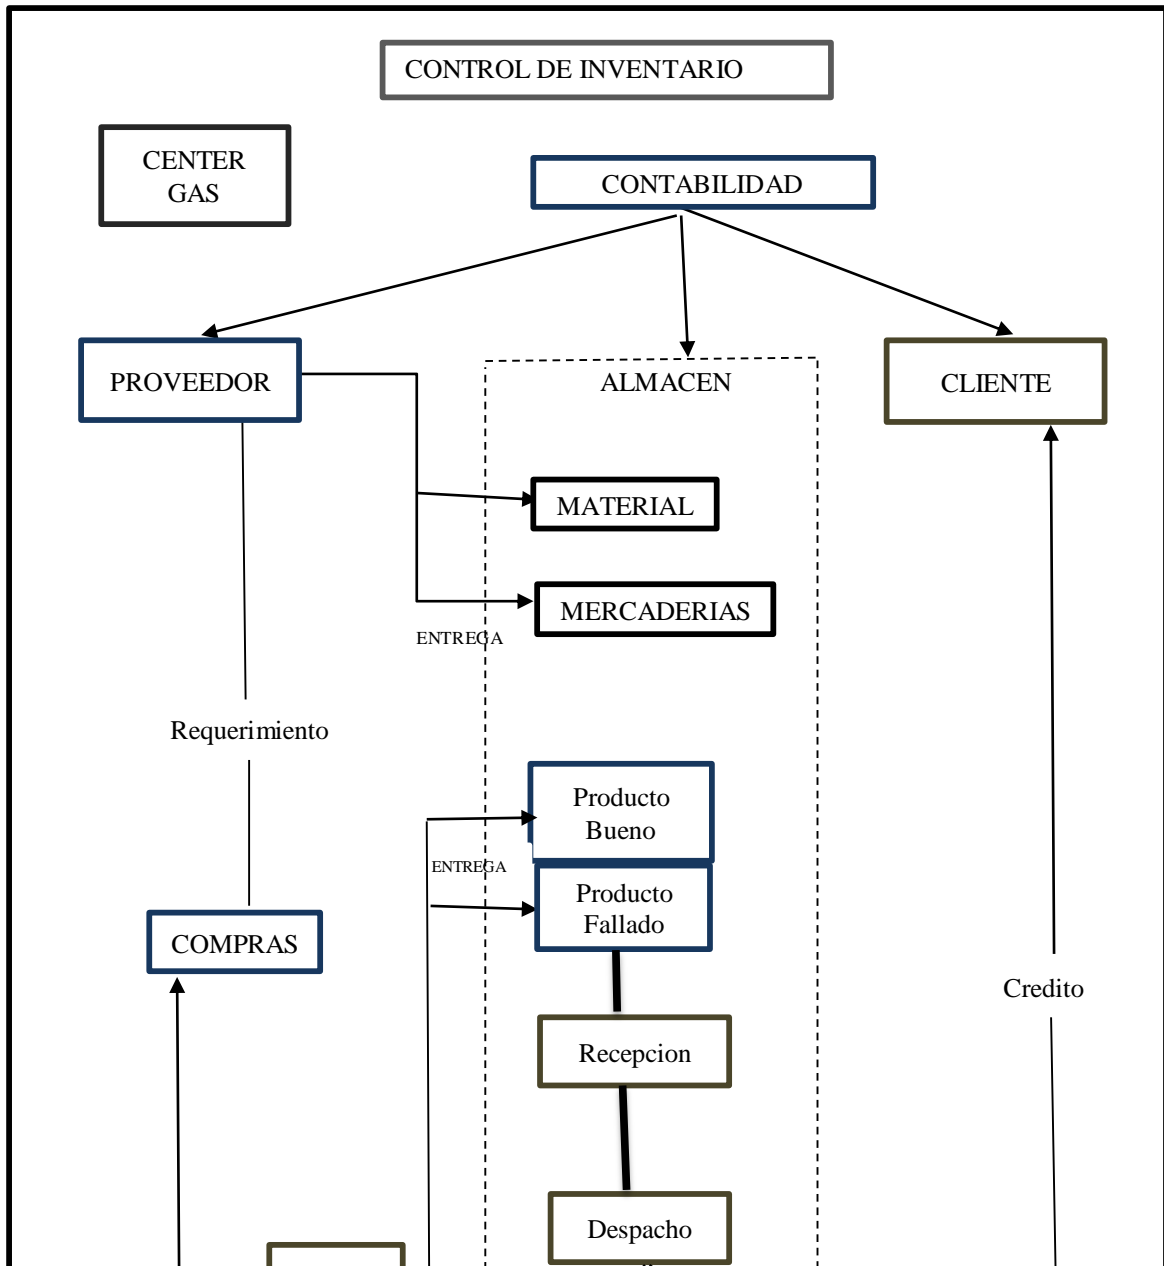 CONTROL DE INVENTARIO
CENTER
GAS
CONTABILIDAD
PROVEEDOR
ALMACEN
CLIENTE
MATERIAL
MERCADERIAS
ENTREGA
Requerimiento
Producto
Bueno
ENTREGA
Producto
Fallado
COMPRAS
Credito
Recepcion
Despacho